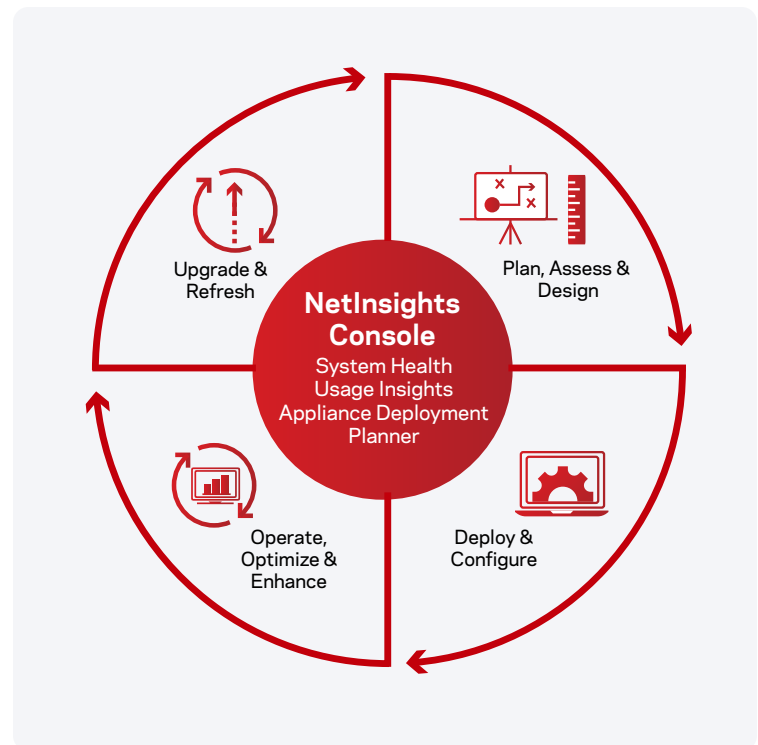 Upgrade &
Refresh
Plan, Assess &
Design
NetInsights
Console
System Health
Usage Insights
Appliance Deployment
Planner
Operate,
Optimize &
Enhance
Deploy &
Configure